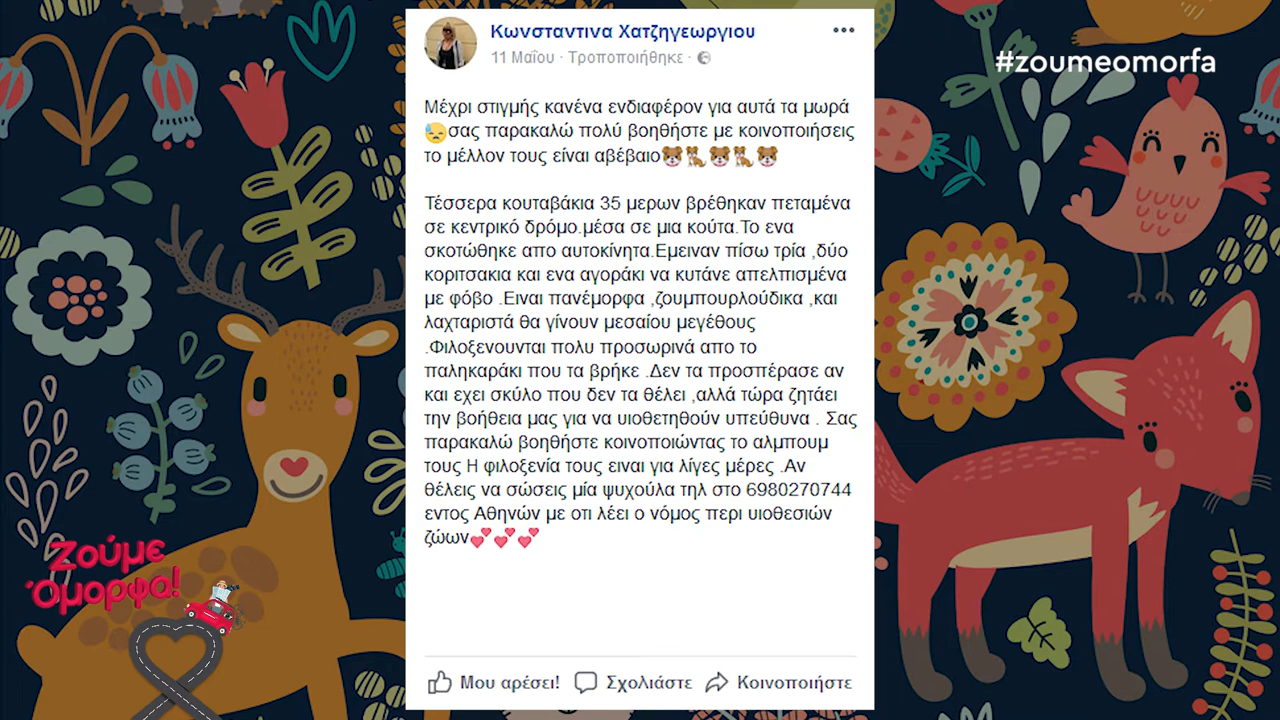 Κωνσταντινα Χατζηγεωργιου
11 Μαΐου · Τροποποιήθηκε ·
#zoumeomorfa
Μέχρι στιγμής κανένα ενδιαφέρον για αυτά τα μωρά
😓σας παρακαλώ πολύ βοηθήστε με κοινοποιήσεις
το μέλλον τους είναι αβέβαιο🐶🐕🐶🐕🐶
Τέσσερα κουταβάκια 35 μερων βρέθηκαν πεταμένα
σε κεντρικό δρόμο.μέσα σε μια κούτα.Το ενα
σκοτώθηκε απο αυτοκίνητα.Εμειναν πίσω τρία ,δύο
κοριτσακια και ενα αγοράκι να κυτάνε απελπισμένα
με φόβο .Ειναι πανέμορφα ,ζουμπουρλούδικα ,και
λαχταριστά θα γίνουν μεσαίου μεγέθους
.Φιλοξενουνται πολυ προσωρινά απο το
παληκαράκι που τα βρήκε .Δεν τα προσπέρασε αν
και εχει σκύλο που δεν τα θέλει ,αλλά τώρα ζητάει
την βοήθεια μας για να υιοθετηθούν υπεύθυνα . Σας
παρακαλώ βοηθήστε κοινοποιώντας το αλμπουμ
τους Η φιλοξενία τους ειναι για λίγες μέρες .Αν
θέλεις να σώσεις μία ψυχούλα τηλ στο 6980270744
εντος Αθηνών με οτι λέει ο νόμος περι υιοθεσιών
ζώων💕💕💕
Ζούμε
Όμορφα!
Μου αρέσει! Σχολιάστε Κοινοποιήστε